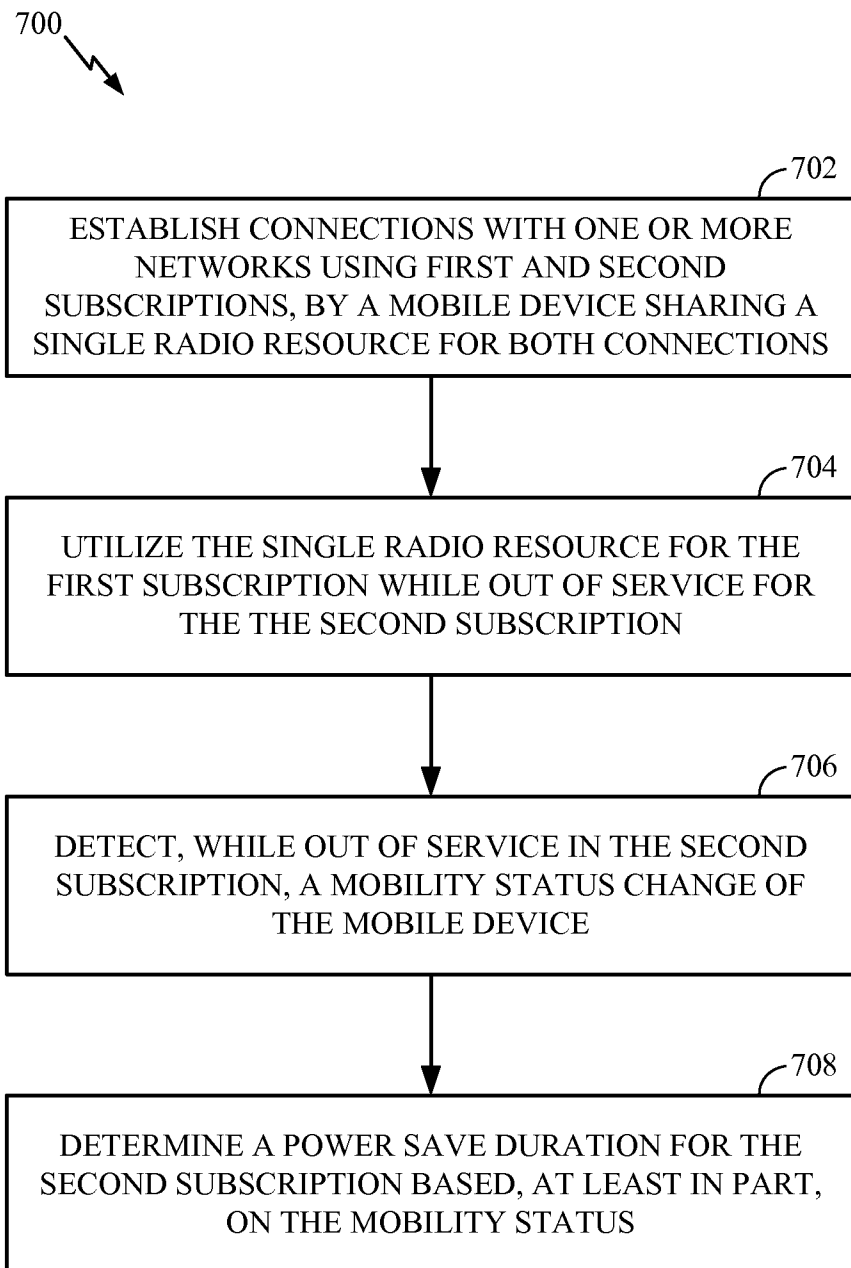 700
702
ESTABLISH CONNECTIONS WITH ONE OR MORE
NETWORKS USING FIRST AND SECOND
SUBSCRIPTIONS, BY A MOBILE DEVICE SHARING A
SINGLE RADIO RESOURCE FOR BOTH CONNECTIONS
704
UTILIZE THE SINGLE RADIO RESOURCE FOR THE
FIRST SUBSCRIPTION WHILE OUT OF SERVICE FOR
THE THE SECOND SUBSCRIPTION
706
DETECT, WHILE OUT OF SERVICE IN THE SECOND
SUBSCRIPTION, A MOBILITY STATUS CHANGE OF
THE MOBILE DEVICE
708
DETERMINE A POWER SAVE DURATION FOR THE
SECOND SUBSCRIPTION BASED, AT LEAST IN PART,
ON THE MOBILITY STATUS